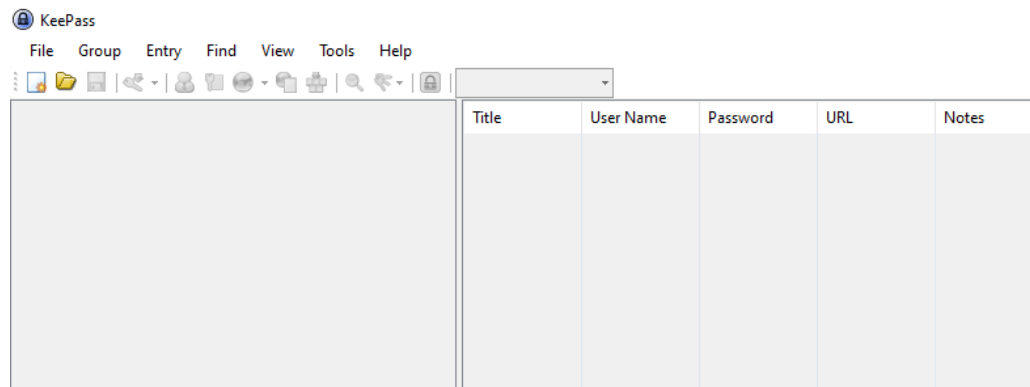 KeePass
File Group Entry Find View Tools Help
Title User Name Password URL Notes